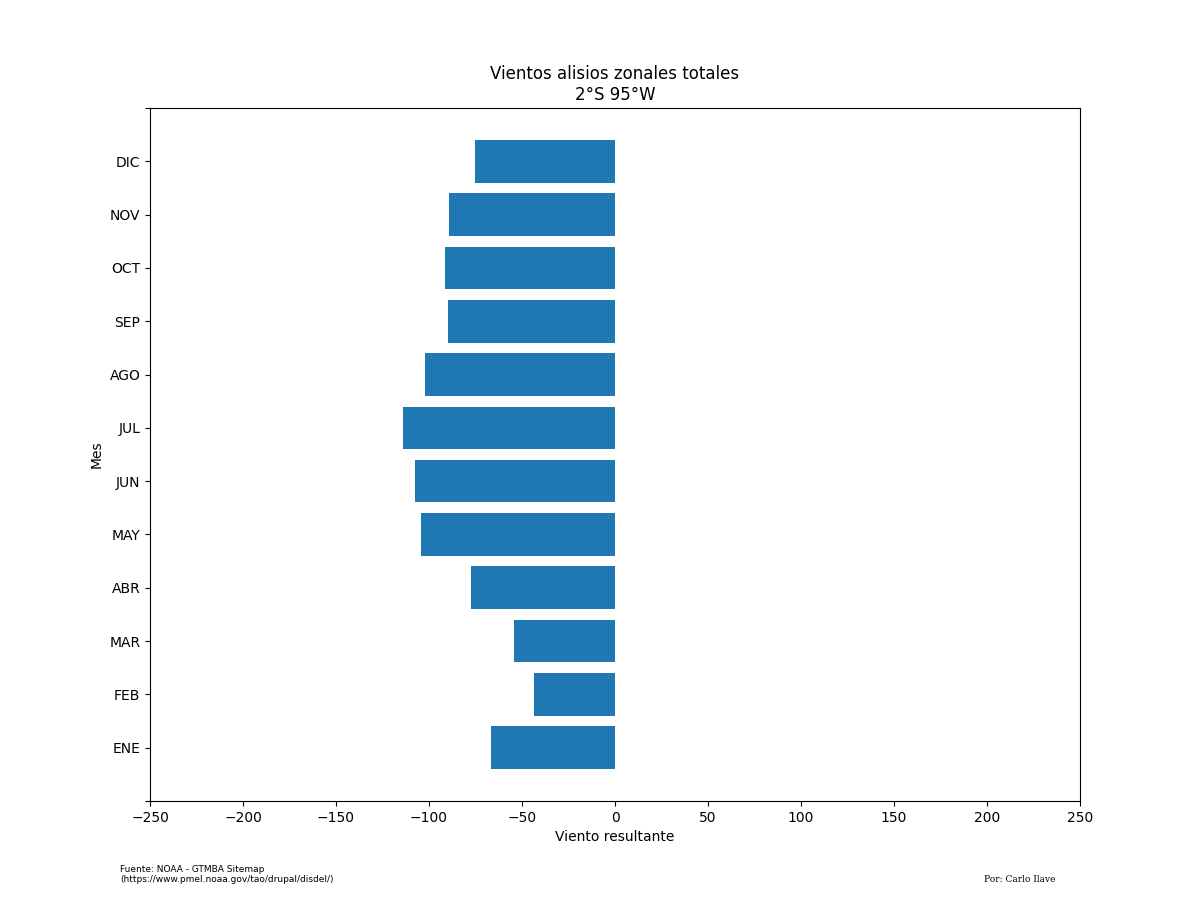 Vientos alisios zonales totales
2°S 95°W
DIC
NOV
OCT
SEP
AGO
JUL
JUN
MAY
ABR
MAR
FEB
ENE
Mes
−250 −200 −150 −100 −50 0 50 100 150 200 250
Viento resultante
Fuente: NOAA - GTMBA Sitemap
(https://www.pmel.noaa.gov/tao/drupal/disdel/)
Por: Carlo Ilave